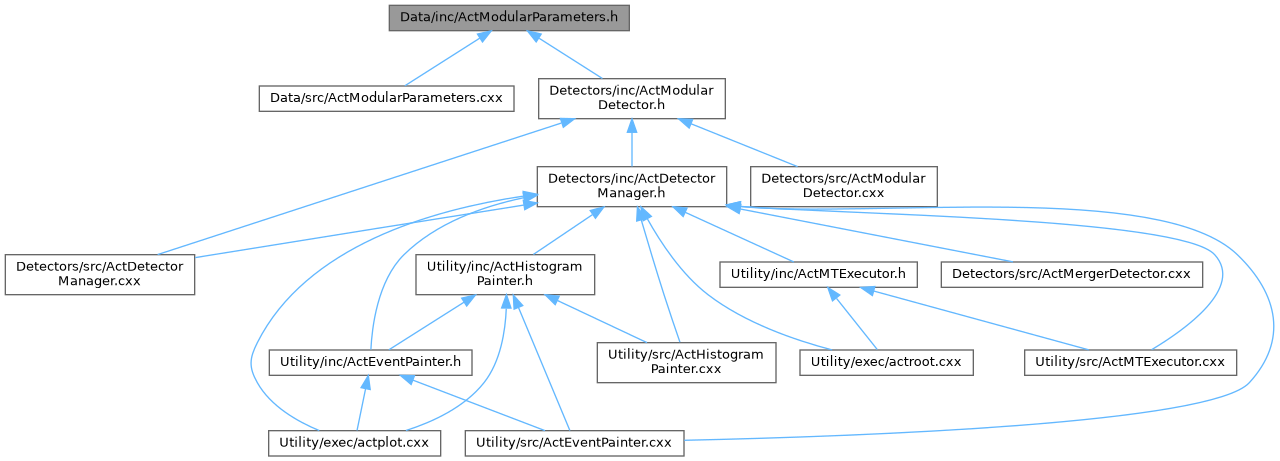 Data/inc/ActModularParameters.h
Data/src/ActModularParameters.cxx
Detectors/inc/ActModular
Detector.h
Detectors/inc/ActDetector
Manager.h
Detectors/src/ActModular
Detector.cxx
Detectors/src/ActDetector
Manager.cxx
Utility/inc/ActHistogram
Painter.h
Utility/inc/ActMTExecutor.h
Detectors/src/ActMergerDetector.cxx
Utility/inc/ActEventPainter.h
Utility/src/ActHistogram
Painter.cxx
Utility/exec/actroot.cxx
Utility/src/ActMTExecutor.cxx
Utility/exec/actplot.cxx
Utility/src/ActEventPainter.cxx